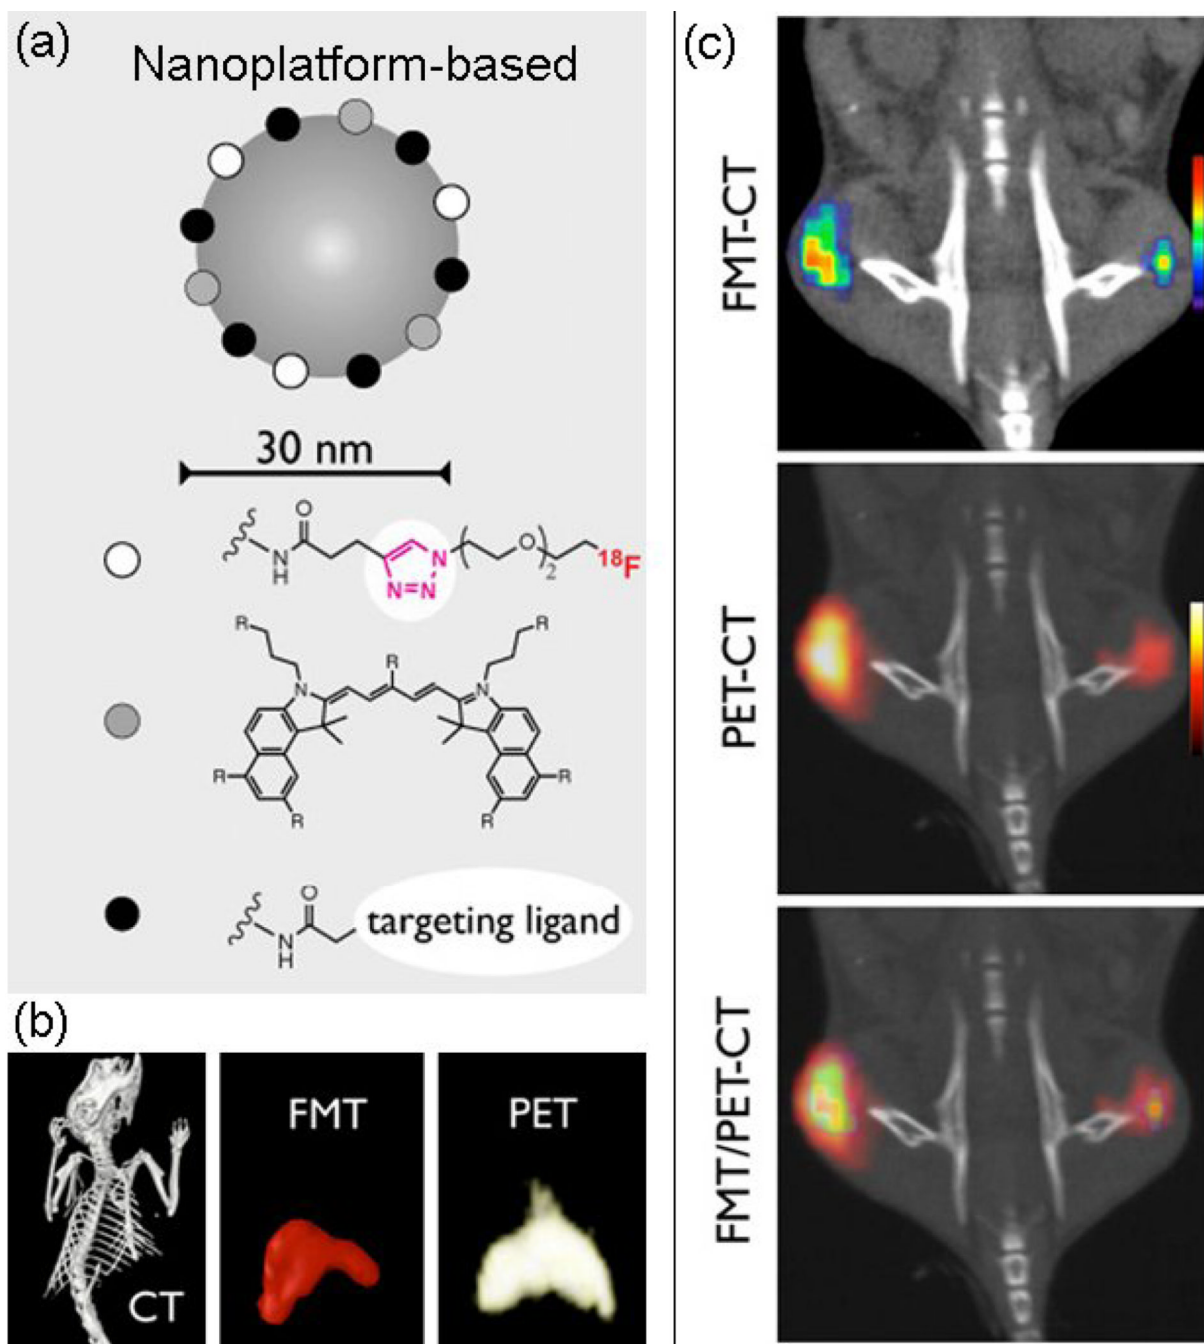 (a)
Nanoplatform-based
30 nm
O
N
H
N
N=N
O
2
18F
R
R
R
N
N
R
R
R
R
O
N
H
targeting ligand
(b)
CT
FMT
PET
(c)
FMT-CT
PET-CT
FMT/PET-CT